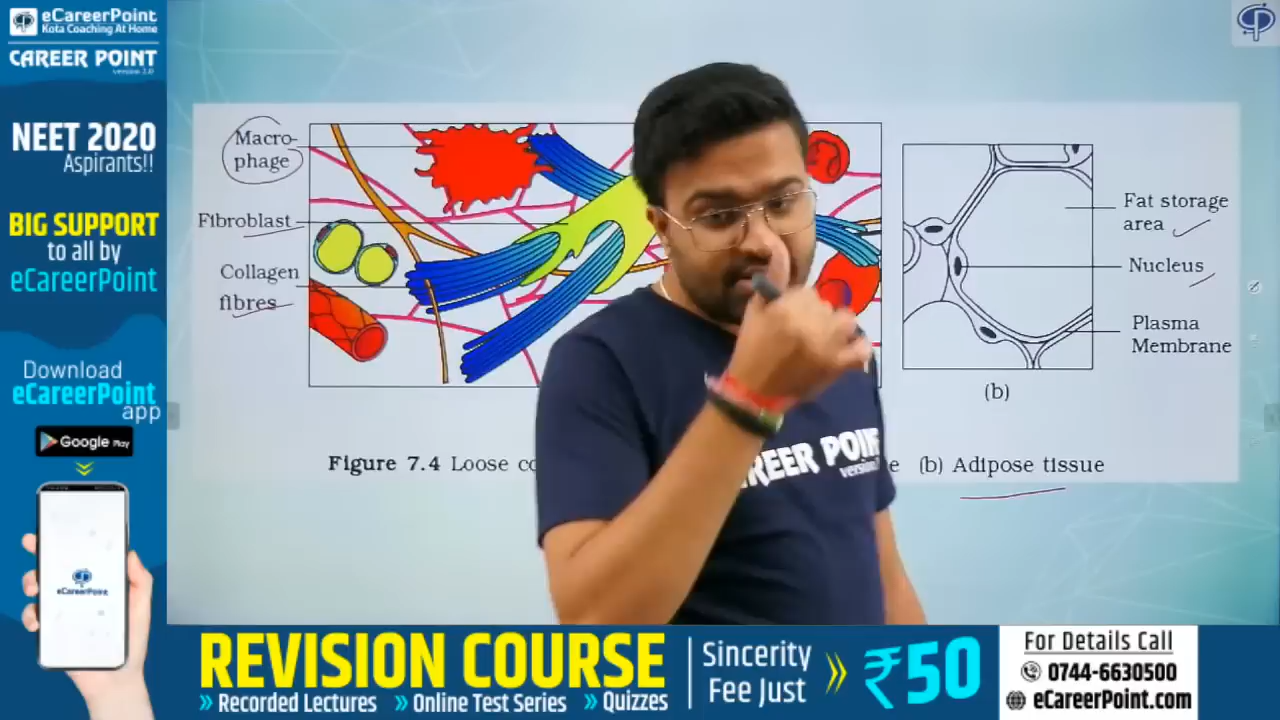 eCareerPoint
Kota Coaching At Home
CAREER POINT
version 2.0
NEET 2020
Aspirants!!
BIG SUPPORT
to all by
eCareerPoint
Download
eCareerPoint
app
Google Play
eCareerPoint
Macro-
phage
Fibroblast
Collagen
fibres
Fat storage
area
Nucleus
Plasma
Membrane
(b)
Figure 7.4 Loose
(b) Adipose tissue
CAREER POINT
version
REVISION COURSE
» Recorded Lectures » Online Test Series » Quizzes
Sincerity
Fee Just
» ₹50
For Details Call
0744-6630500
eCareerPoint.com